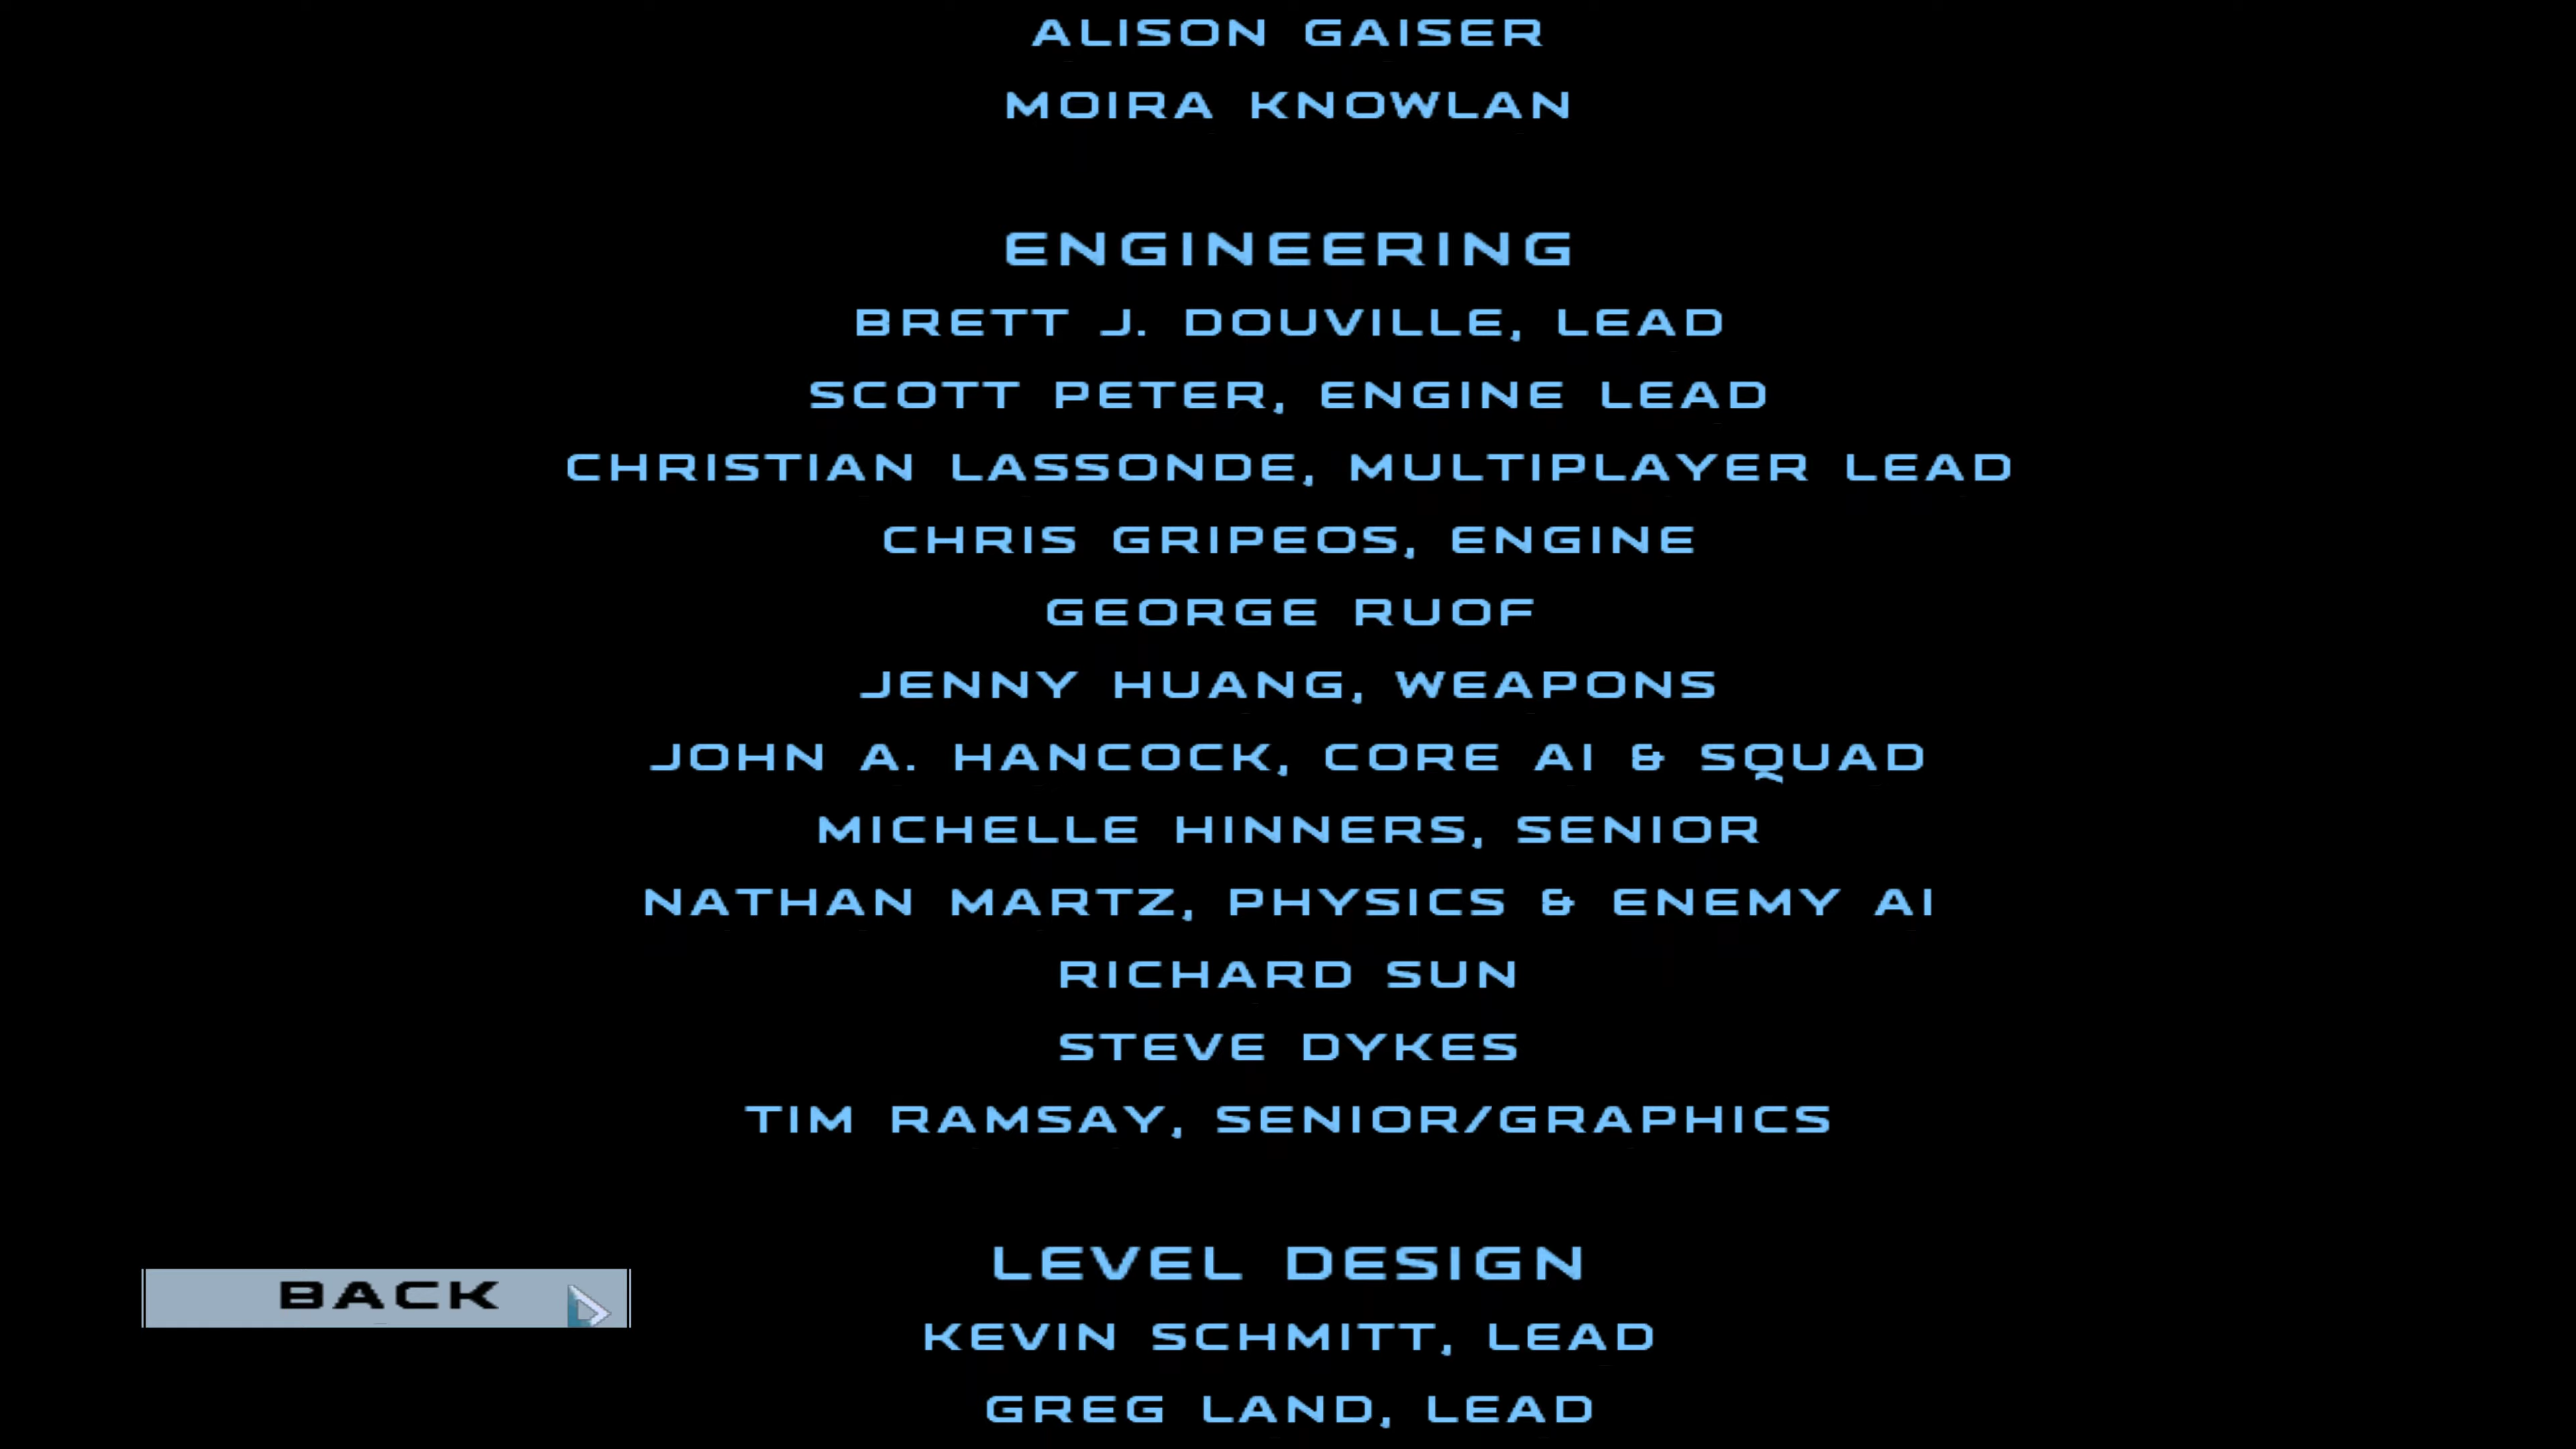 ALISON GAISER
MOIRA KNOWLAN
ENGINEERING
BRETT J. DOUVILLE, LEAD
SCOTT PETER, ENGINE LEAD
CHRISTIAN LASSONDE, MULTIPLAYER LEAD
CHRIS GRIPEOS, ENGINE
GEORGE RUOF
JENNY HUANG, WEAPONS
JOHN A. HANCOCK, CORE AI & SQUAD
MICHELLE HINNERS, SENIOR
NATHAN MARTZ, PHYSICS & ENEMY AI
RICHARD SUN
STEVE DYKES
TIM RAMSAY, SENIOR/GRAPHICS
LEVEL DESIGN
BACK
KEVIN SCHMITT, LEAD
GREG LAND, LEAD